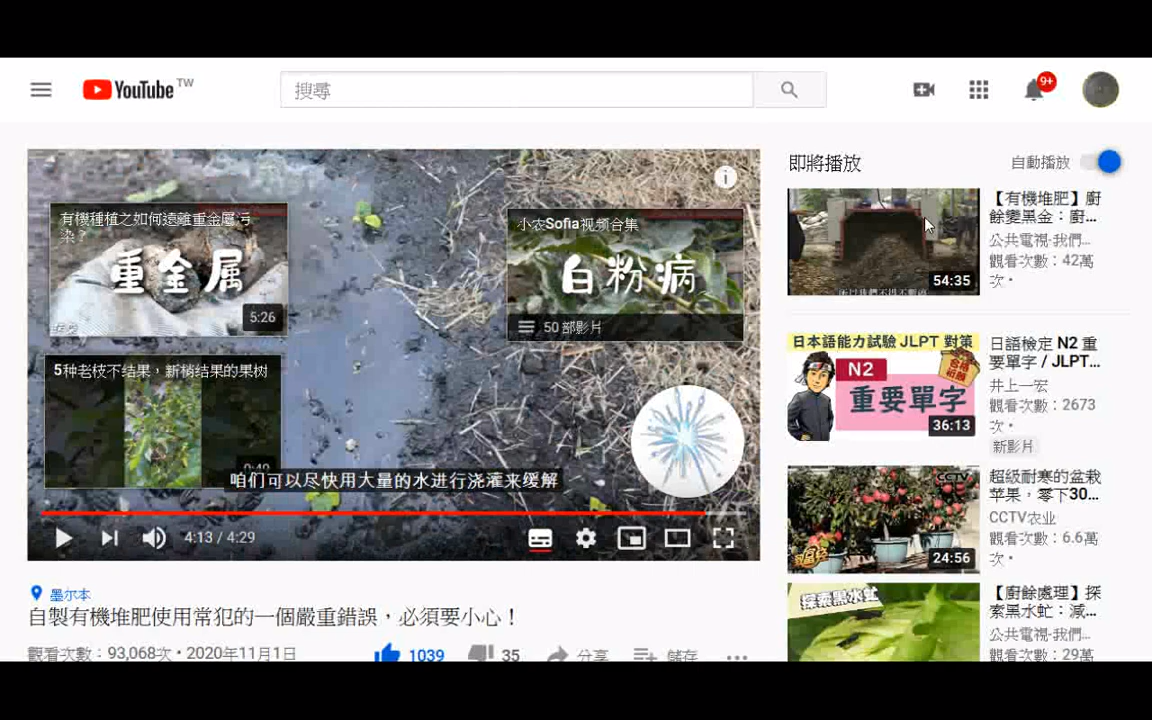 YouTube TW
搜尋
9+
有機種植之如何遠離重金屬污
染？
重金属
5:26
小农Sofia视频合集
白粉病
50 部影片
5种老枝不结果，新梢结果的果树
咱们可以尽快用大量的水进行浇灌来缓解
4:13 / 4:29
墨尔本
自製有機堆肥使用常犯的一個嚴重錯誤，必須要小心！
觀看次數：93,068次 • 2020年11月1日
1039
35
分享
儲存
即將播放
自動播放
54:35
【有機堆肥】廚
餘變黑金：廚...
公共電視-我們...
觀看次數：42萬
次 •
日本語能力試験 JLPT 對策
N2
重要單字
36:13
日語檢定 N2 重
要單字 / JLPT...
井上一宏
觀看次數：2673
次 •
新影片
CCTV
24:56
超級耐寒的盆栽
苹果，零下30...
CCTV农业
觀看次數：6.6萬
次 •
探索黑水虻
【廚餘處理】探
索黑水虻：減...
公共電視-我們...
觀看次數：29萬